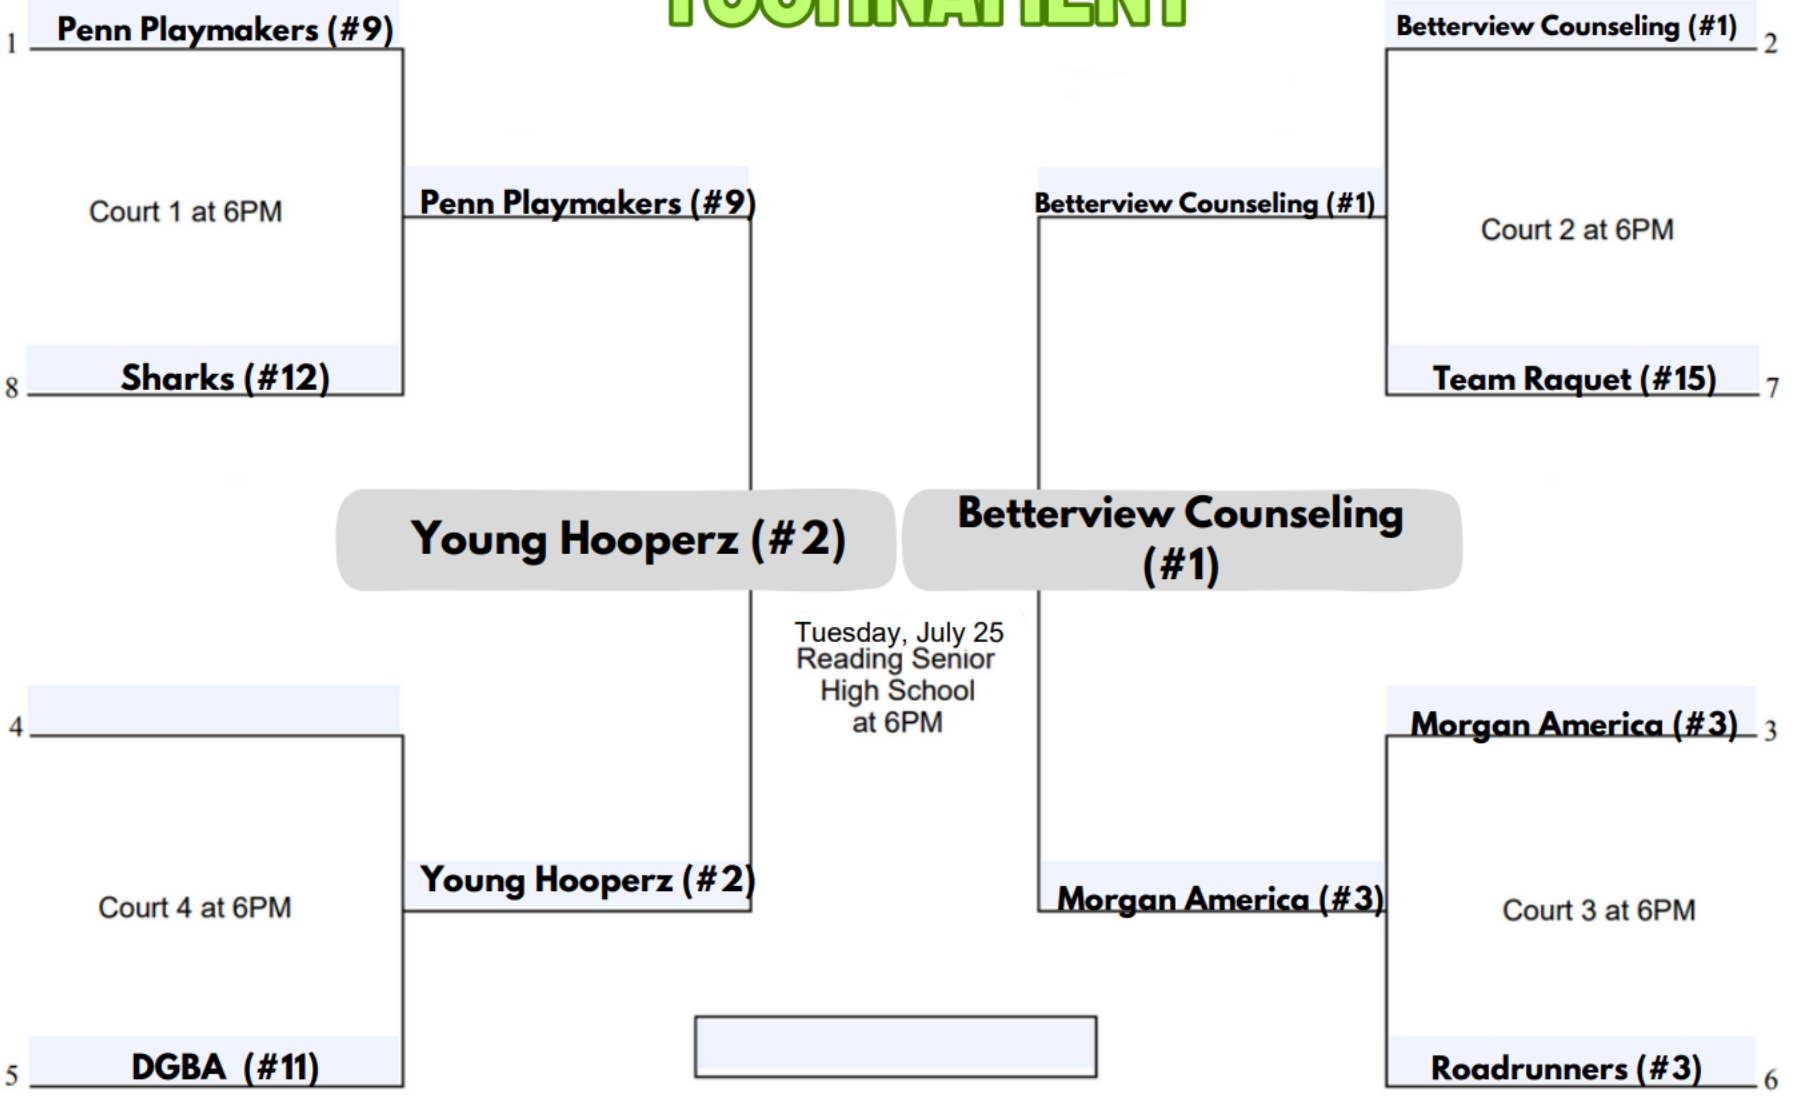 TOURNAMENT
1
Penn Playmakers (#9)
Betterview Counseling (#1)
2
Court 1 at 6PM
Penn Playmakers (#9)
Betterview Counseling (#1)
Court 2 at 6PM
8
Sharks (#12)
Team Raquet (#15)
7
Young Hooperz (#2)
Betterview Counseling
(#1)
Tuesday, July 25
Reading Senior
High School
at 6PM
4
Morgan America (#3)
3
Court 4 at 6PM
Young Hooperz (#2)
Morgan America (#3)
Court 3 at 6PM
5
DGBA (#11)
Roadrunners (#3)
6